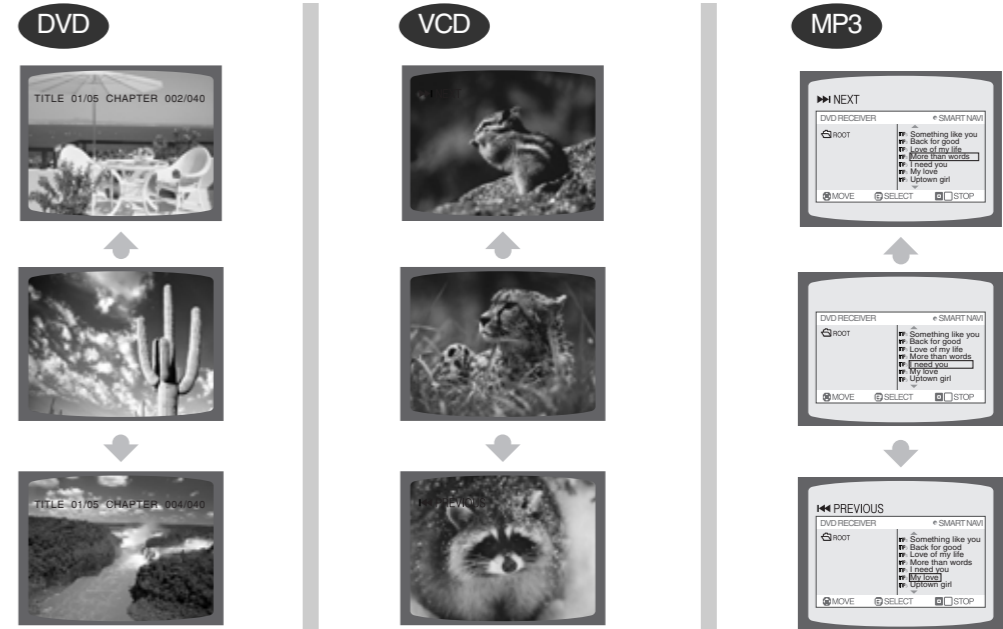 DVD
TITLE 01/05 CHAPTER 002/040
TITLE 01/05 CHAPTER 004/040
VCD
PREVIOUS
MP3
NEXT
DVD RECEIVER SMART NAVI
ROOT
Something like you
Back for good
Love of my life
More than words
I need you
My love
Uptown girl
MOVE SELECT STOP
DVD RECEIVER SMART NAVI
ROOT
Something like you
Back for good
Love of my life
More than words
I need you
My love
Uptown girl
MOVE SELECT STOP
PREVIOUS
DVD RECEIVER SMART NAVI
ROOT
Something like you
Back for good
Love of my life
More than words
I need you
My love
Uptown girl
MOVE SELECT STOP